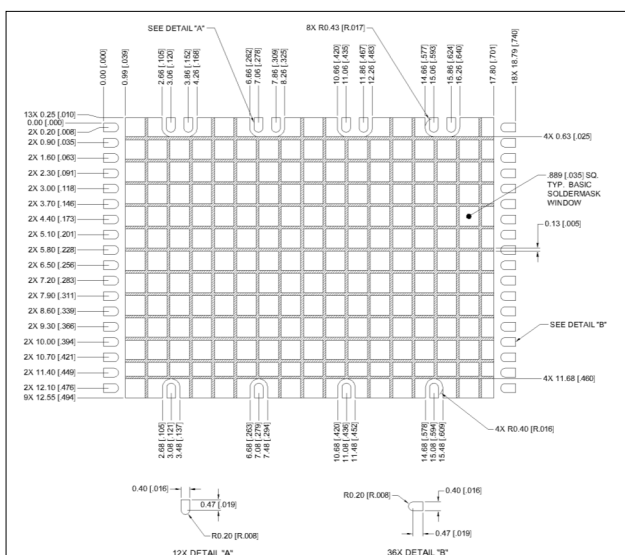 SEE DETAIL "A"
8X R0.43 [R.017]
0.00 [.000]
0.99 [.039]
2.66 [.105]
3.06 [.120]
3.86 [.152]
4.26 [.168]
6.66 [.262]
7.06 [.278]
7.86 [.309]
8.26 [.325]
10.66 [.420]
11.06 [.435]
11.86 [.467]
12.26 [.483]
14.66 [.577]
15.06 [.593]
15.86 [.624]
16.26 [.640]
17.80 [.701]
18X 18.79 [.740]
13X 0.25 [.010]
0.00 [.000]
2X 0.20 [.008]
2X 0.90 [.035]
2X 1.60 [.063]
2X 2.30 [.091]
2X 3.00 [.118]
2X 3.70 [.146]
2X 4.40 [.173]
2X 5.10 [.201]
2X 5.80 [.228]
2X 6.50 [.256]
2X 7.20 [.283]
2X 7.90 [.311]
2X 8.60 [.339]
2X 9.30 [.366]
2X 10.00 [.394]
2X 10.70 [.421]
2X 11.40 [.449]
2X 12.10 [.476]
9X 12.55 [.494]
4X 0.63 [.025]
.889 [.035] SQ.
TYP. BASIC
SOLDERMASK
WINDOW
0.13 [.005]
SEE DETAIL "B"
4X 11.68 [.460]
4X R0.40 [R.016]
2.68 [.105]
3.08 [.121]
3.48 [.137]
6.68 [.263]
7.08 [.279]
7.48 [.294]
10.68 [.420]
11.08 [.436]
11.48 [.452]
14.68 [.578]
15.08 [.594]
15.48 [.609]
0.40 [.016]
0.47 [.019]
R0.20 [R.008]
12X DETAIL "A"
R0.20 [R.008]
0.40 [.016]
0.47 [.019]
36X DETAIL "B"